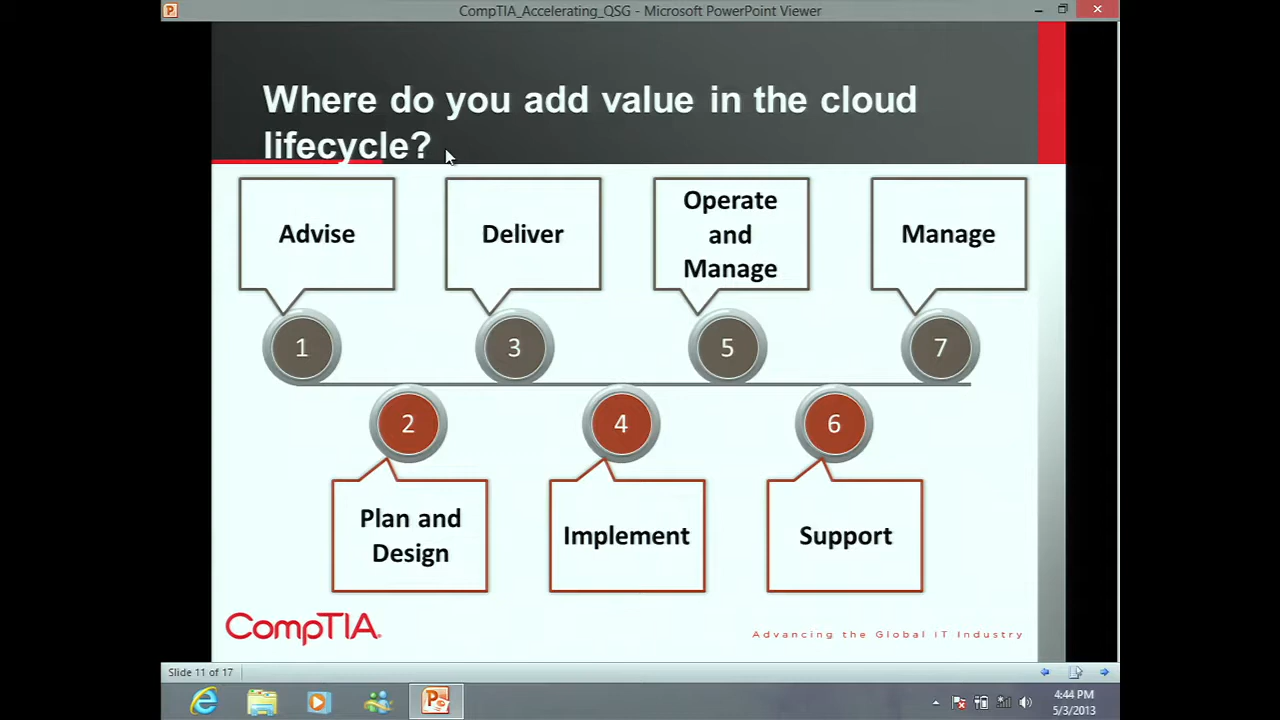 CompTIA_Accelerating_QSG - Microsoft PowerPoint Viewer
Where do you add value in the cloud
lifecycle?
Advise
Deliver
Operate
and
Manage
Manage
1
3
5
7
2
4
6
Plan and
Design
Implement
Support
CompTIA.
Advancing the Global IT Industry
Slide 11 of 17
4:44 PM
5/3/2013